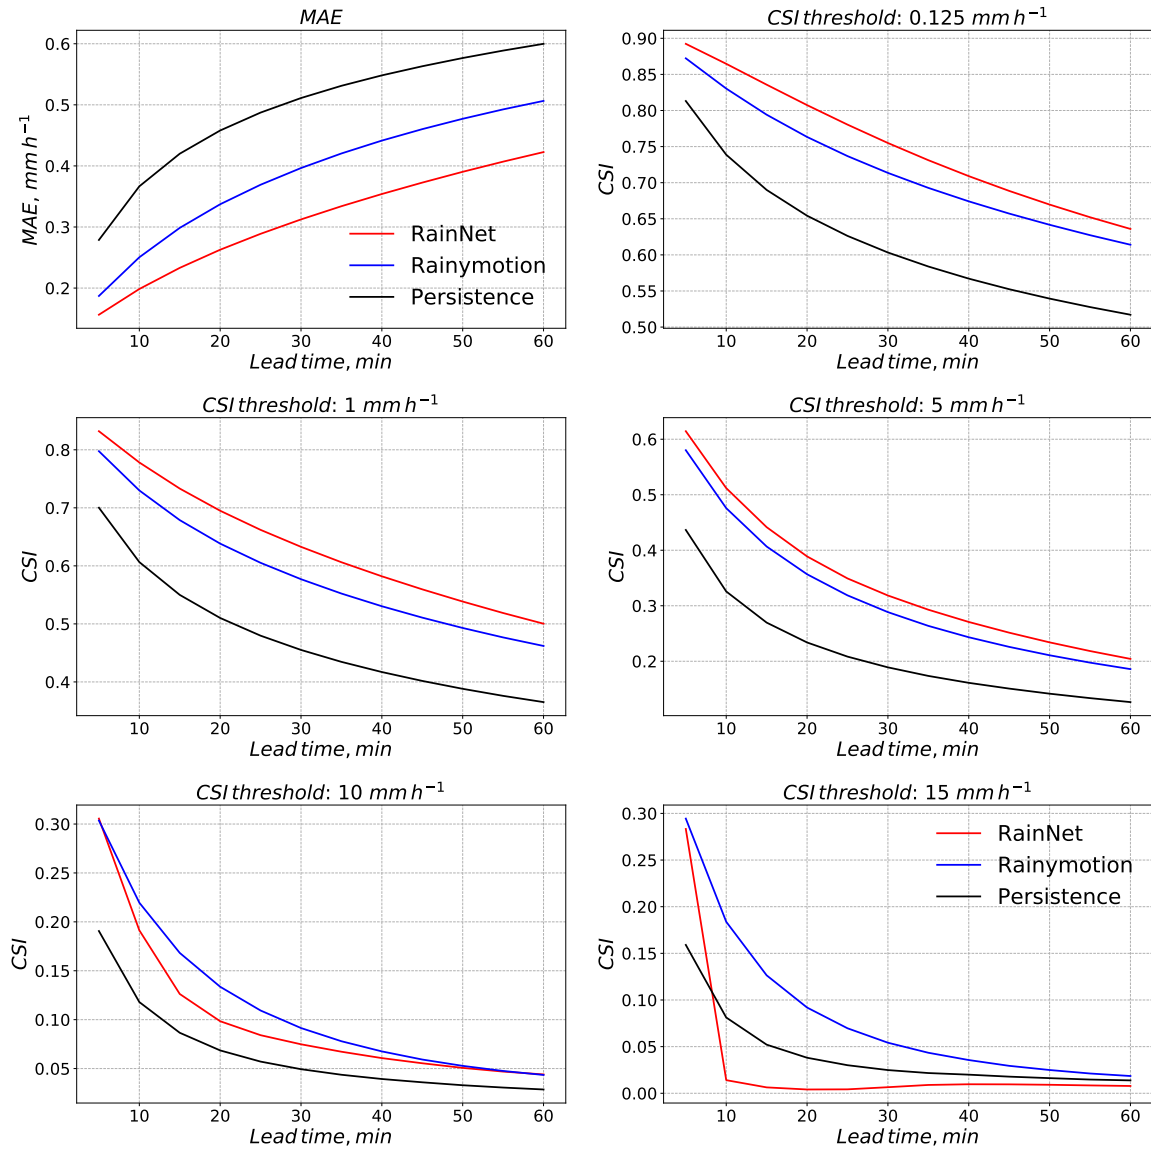 MAE
MAE, mm h⁻¹
0.6
0.5
0.4
0.3
0.2
RainNet
Rainymotion
Persistence
10 20 30 40 50 60
Lead time, min
CSI threshold: 0.125 mm h⁻¹
CSI
0.90
0.85
0.80
0.75
0.70
0.65
0.60
0.55
0.50
10 20 30 40 50 60
Lead time, min
CSI threshold: 1 mm h⁻¹
CSI
0.8
0.7
0.6
0.5
0.4
10 20 30 40 50 60
Lead time, min
CSI threshold: 5 mm h⁻¹
CSI
0.6
0.5
0.4
0.3
0.2
10 20 30 40 50 60
Lead time, min
CSI threshold: 10 mm h⁻¹
CSI
0.30
0.25
0.20
0.15
0.10
0.05
10 20 30 40 50 60
Lead time, min
CSI threshold: 15 mm h⁻¹
CSI
0.30
0.25
0.20
0.15
0.10
0.05
0.00
RainNet
Rainymotion
Persistence
10 20 30 40 50 60
Lead time, min